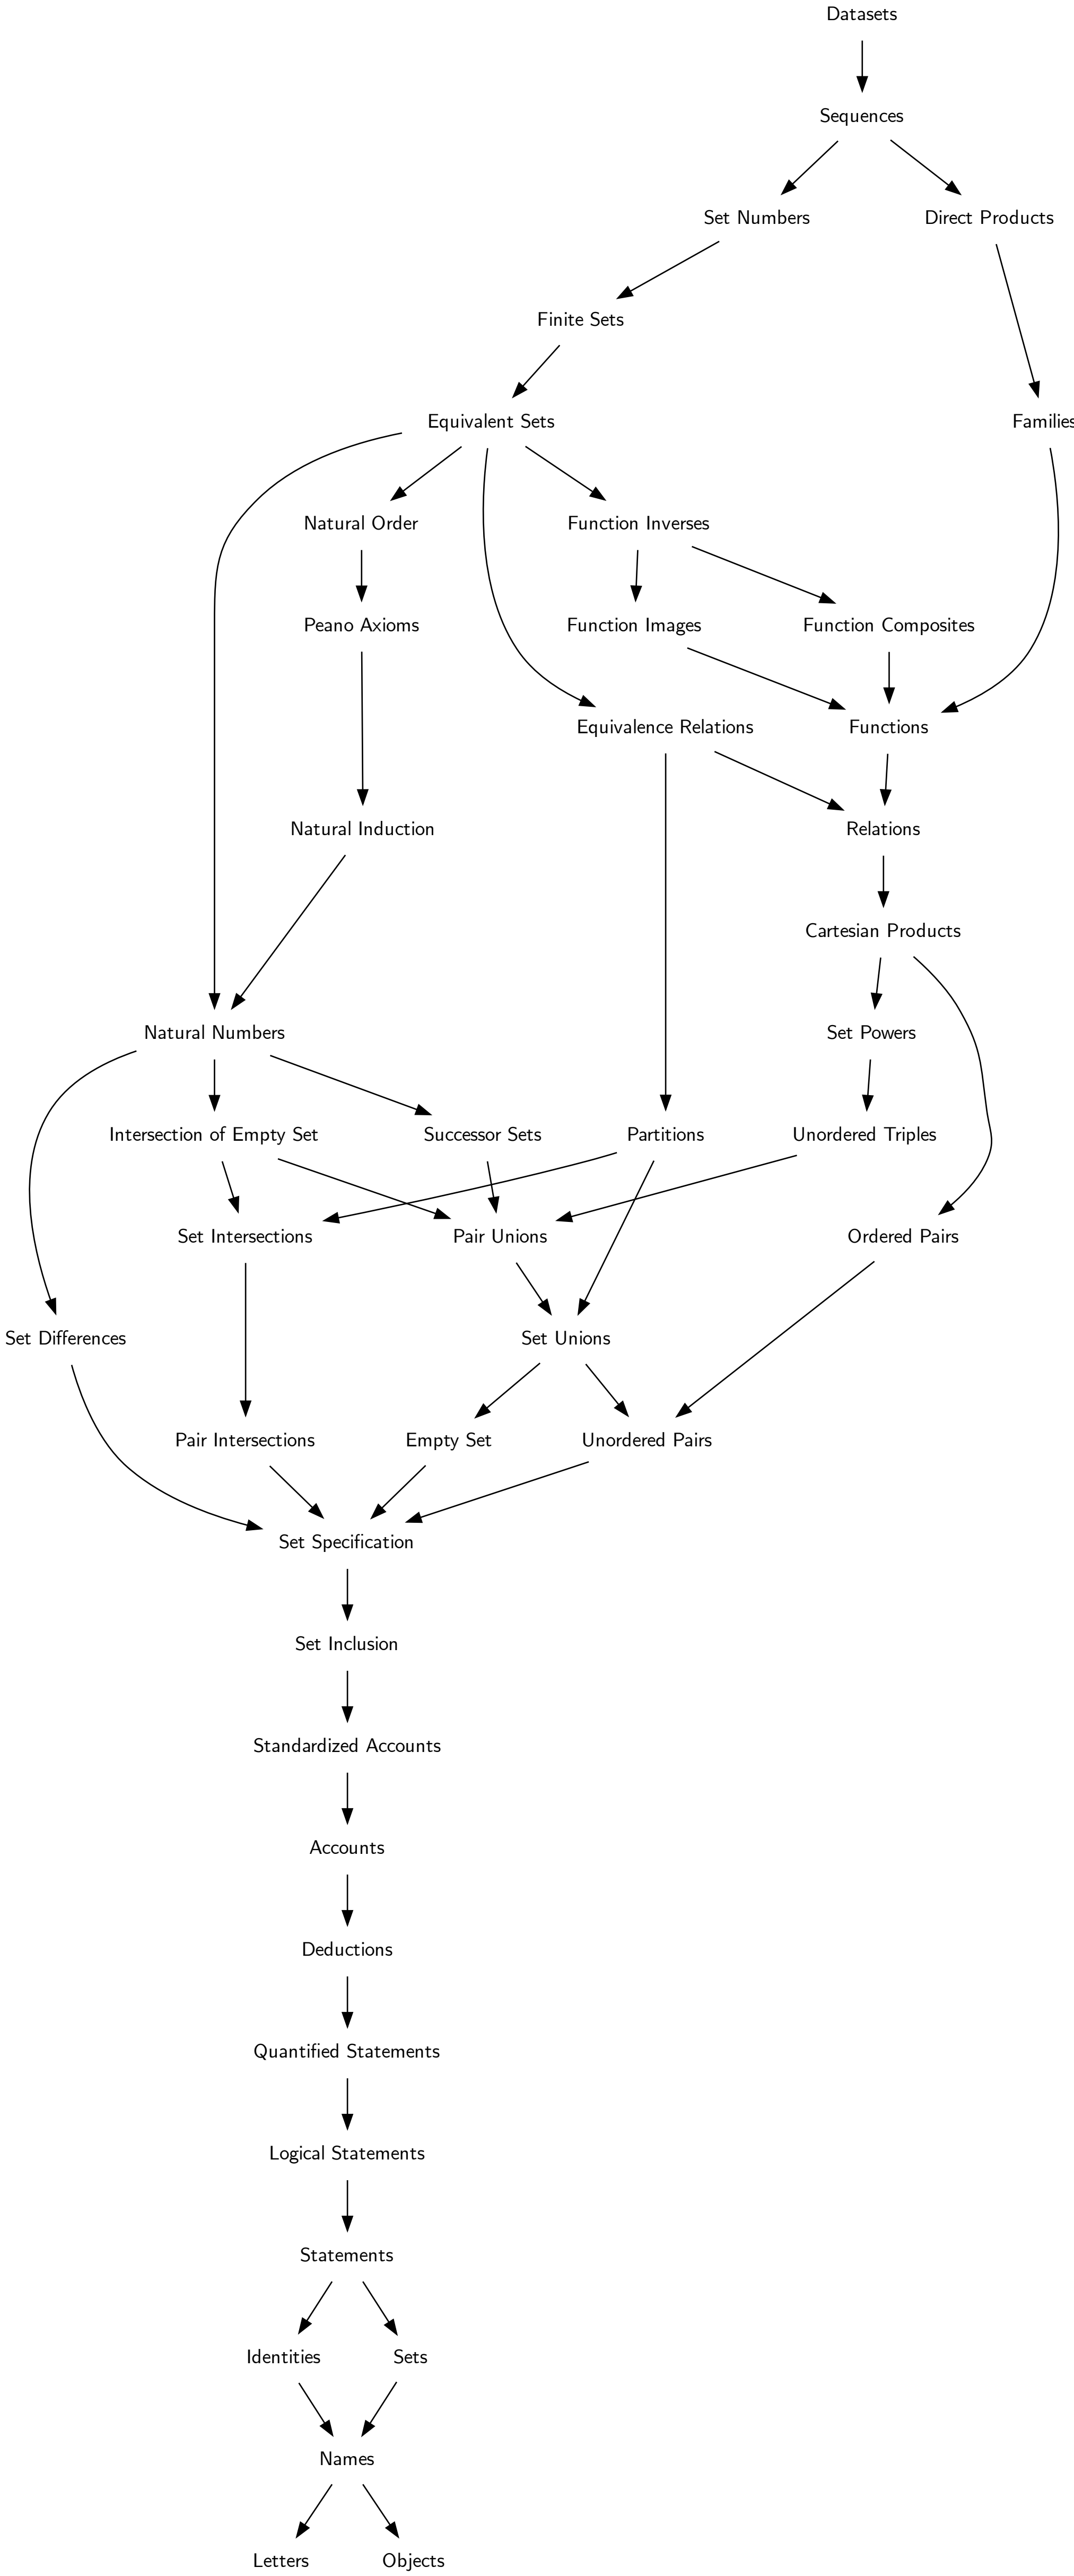 Datasets
Sequences
Set Numbers
Direct Products
Finite Sets
Equivalent Sets
Families
Natural Order
Function Inverses
Peano Axioms
Function Images
Function Composites
Equivalence Relations
Functions
Natural Induction
Relations
Cartesian Products
Natural Numbers
Set Powers
Intersection of Empty Set
Successor Sets
Partitions
Unordered Triples
Set Intersections
Pair Unions
Ordered Pairs
Set Differences
Set Unions
Pair Intersections
Empty Set
Unordered Pairs
Set Specification
Set Inclusion
Standardized Accounts
Accounts
Deductions
Quantified Statements
Logical Statements
Statements
Identities
Sets
Names
Letters
Objects